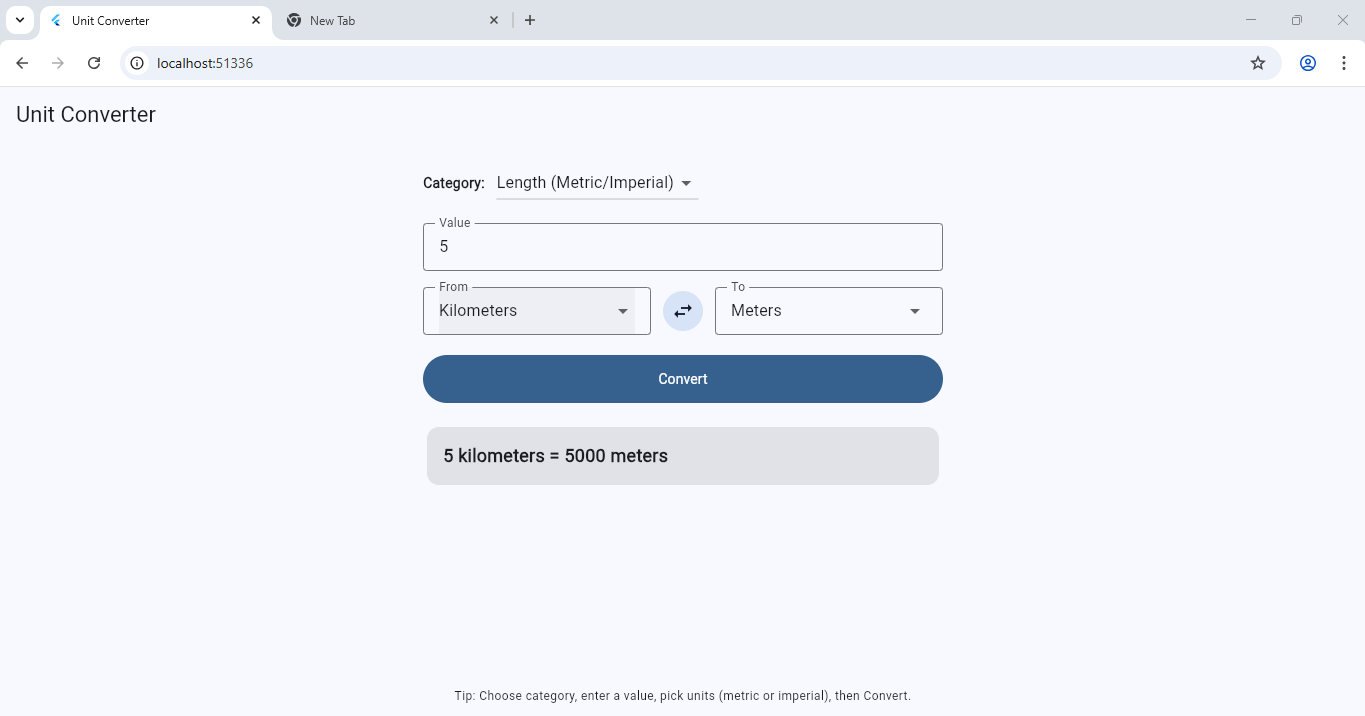 Unit Converter
New Tab
localhost:51336
Unit Converter
Category: Length (Metric/Imperial)
Value
5
From To
Kilometers Meters
Convert
5 kilometers = 5000 meters
Tip: Choose category, enter a value, pick units (metric or imperial), then Convert.